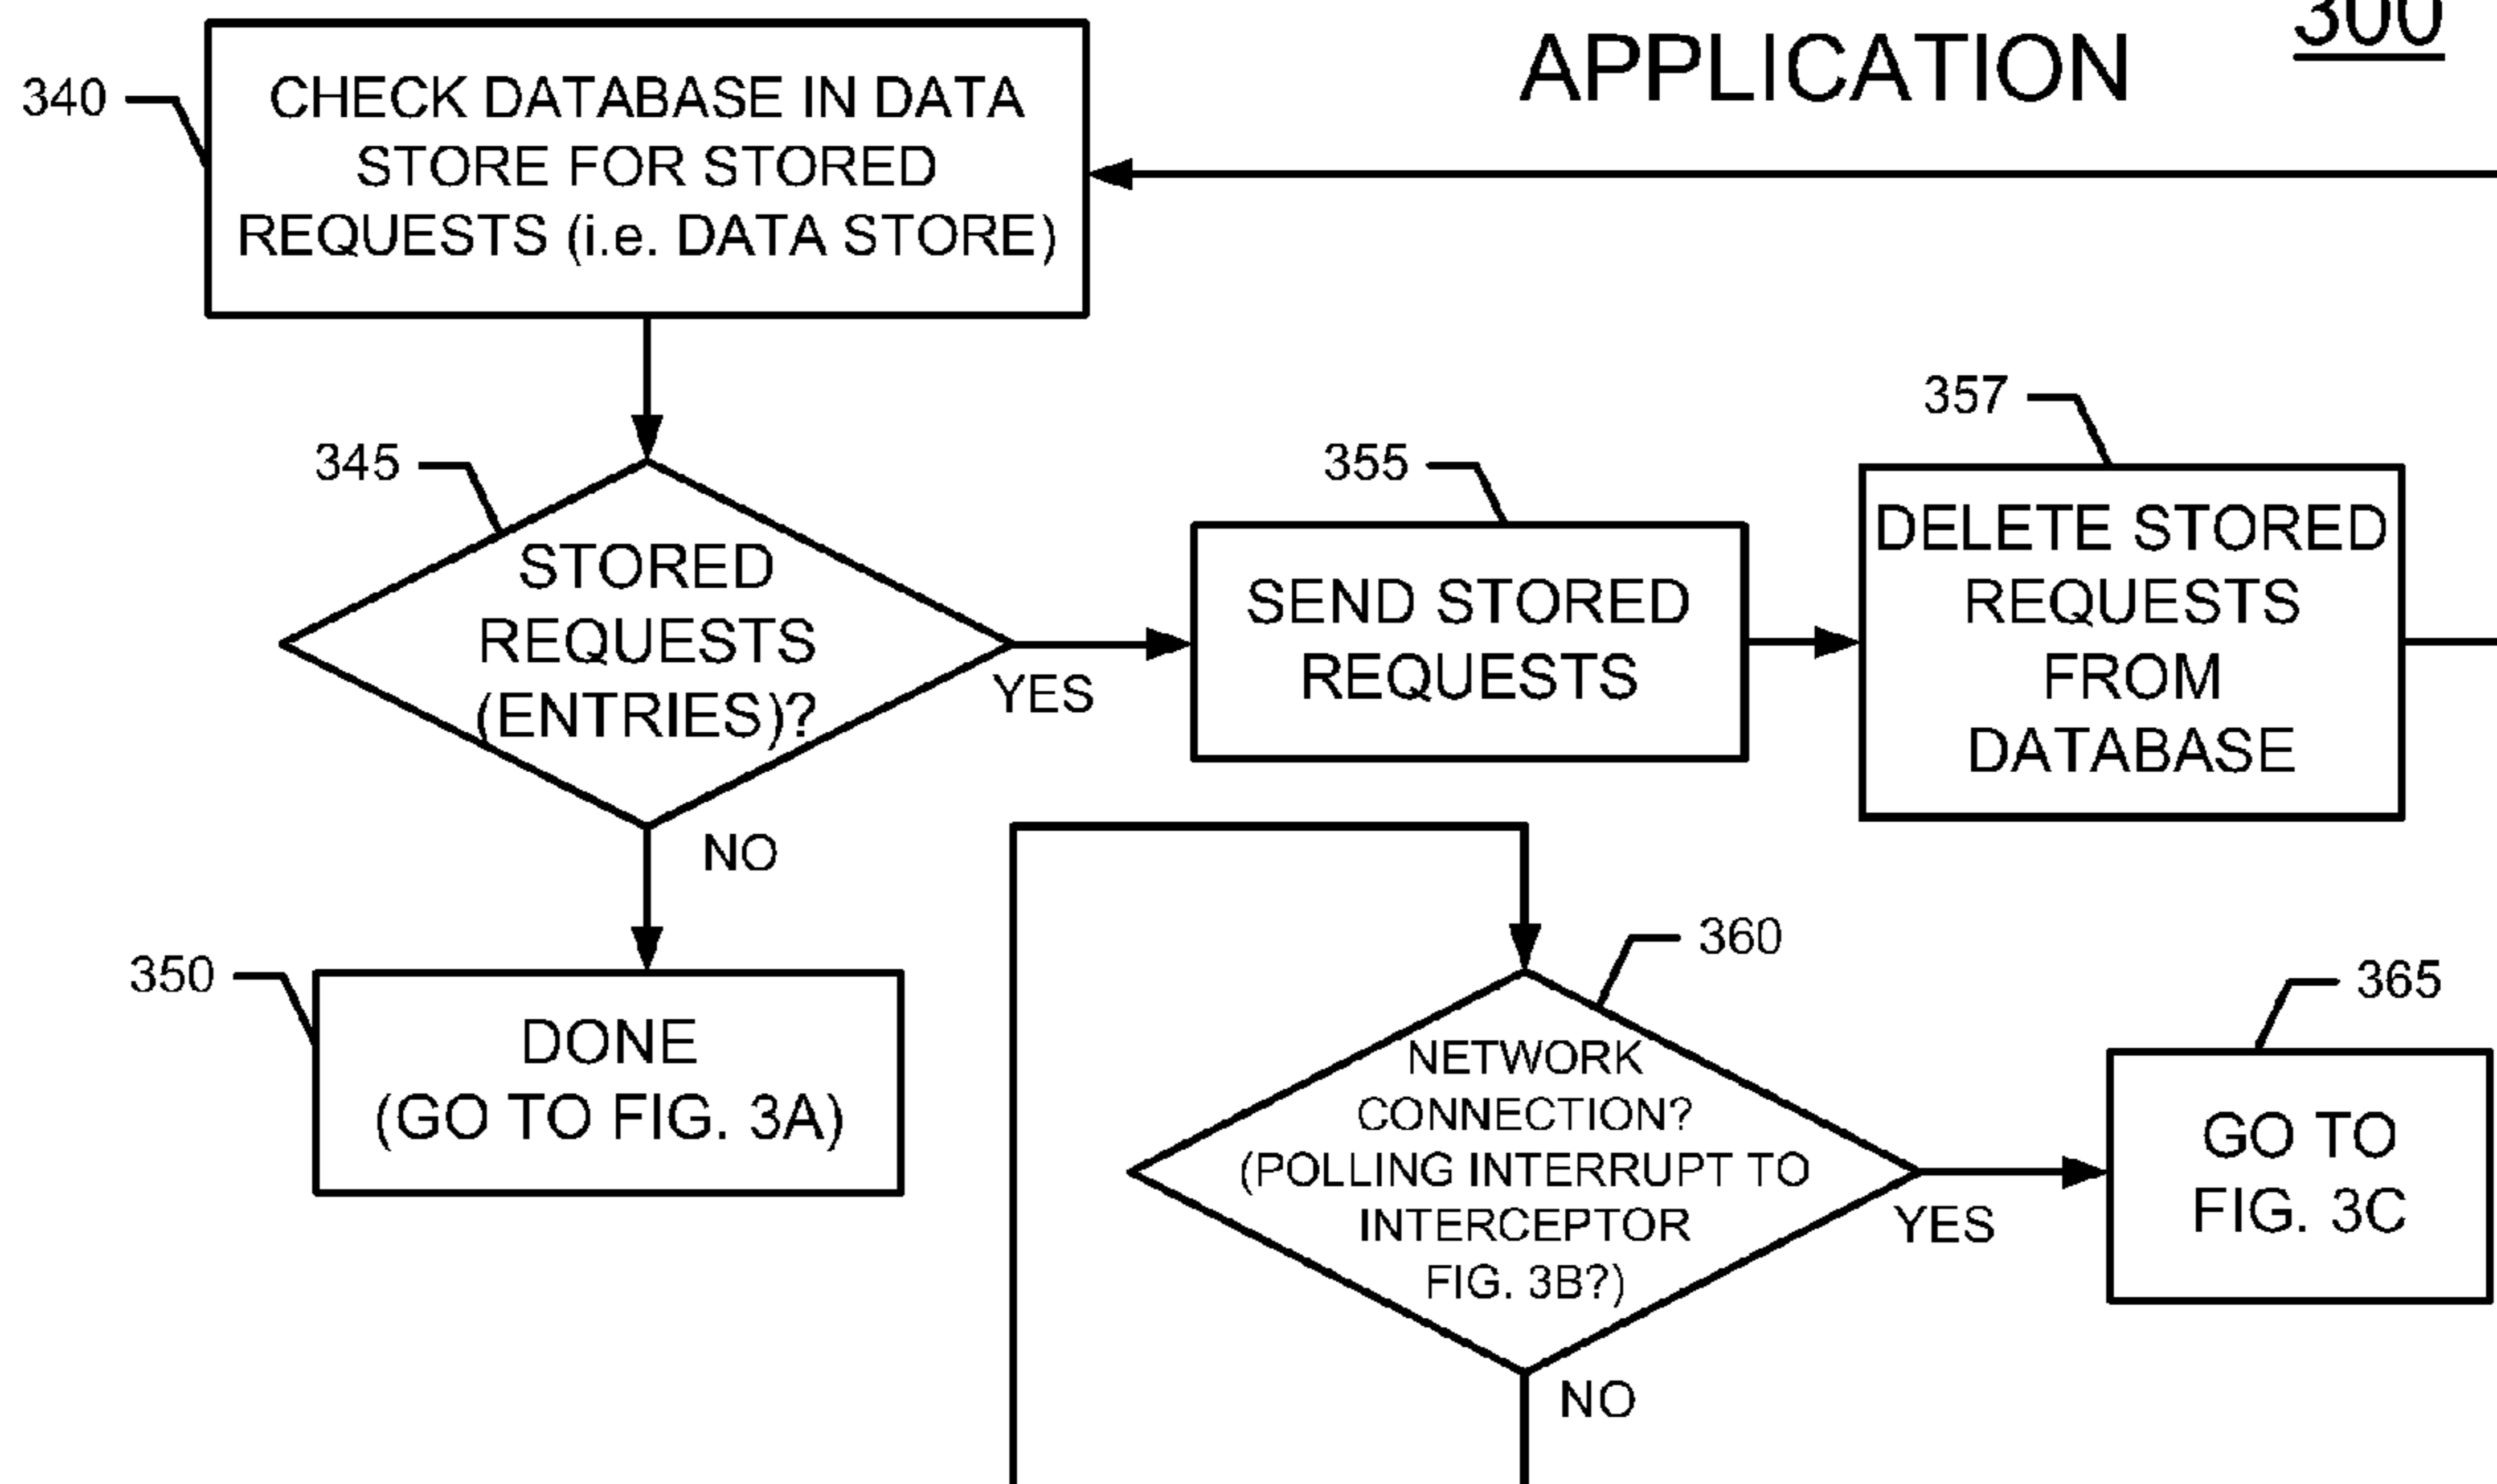 300
APPLICATION
340
CHECK DATABASE IN DATA
STORE FOR STORED
REQUESTS (i.e. DATA STORE)
345
STORED
REQUESTS
(ENTRIES)?
YES
NO
355
SEND STORED
REQUESTS
357
DELETE STORED
REQUESTS
FROM
DATABASE
350
DONE
(GO TO FIG. 3A)
360
NETWORK
CONNECTION?
(POLLING INTERRUPT TO
INTERCEPTOR
FIG. 3B?)
YES
NO
365
GO TO
FIG. 3C